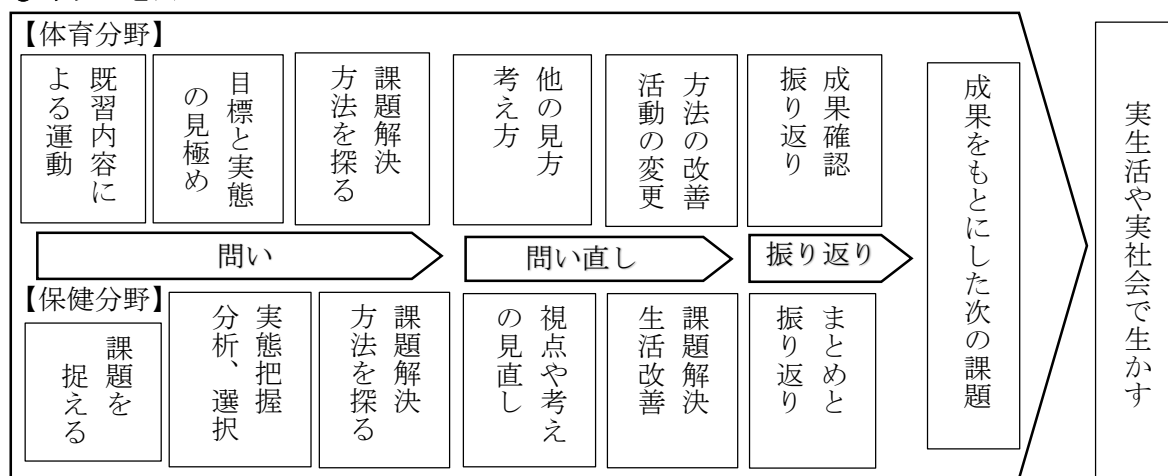 【体育分野】
既習内容に
よる運動
目標と実態
の見極め
課題解決
方法を探る
他の見方
考え方
方法の改善
活動の変更
成果確認
振り返り
問い
問い直し
振り返り
【保健分野】
課題を
捉える
実態把握
分析、選択
課題解決
方法を探る
視点や考え
の見直し
課題解決
生活改善
まとめと
振り返り
成果をもとにした次の課題
実生活や実社会で生かす